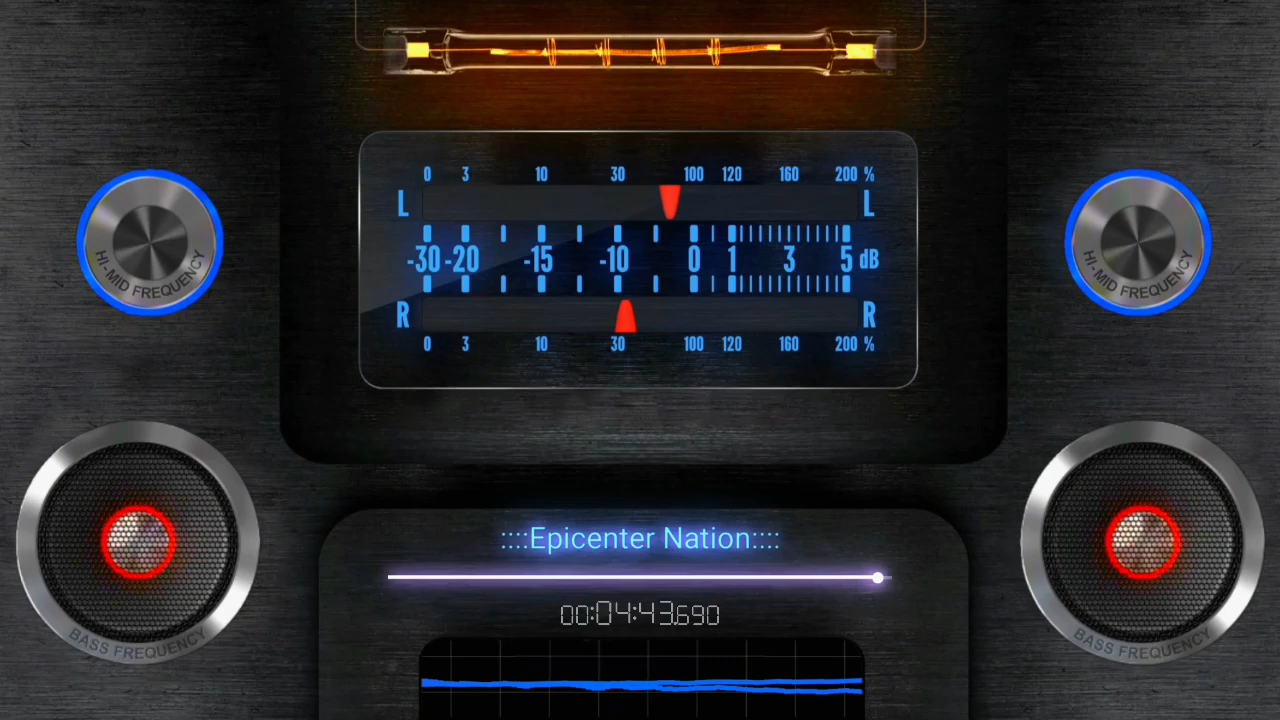 0 3 10 30 100 120 160 200 %
L L
-30 -20 -15 -10 0 1 3 5 dB
R R
0 3 10 30 100 120 160 200 %
HI-MID FREQUENCY
HI-MID FREQUENCY
::::Epicenter Nation::::
00:04:43.690
BASS FREQUENCY
BASS FREQUENCY